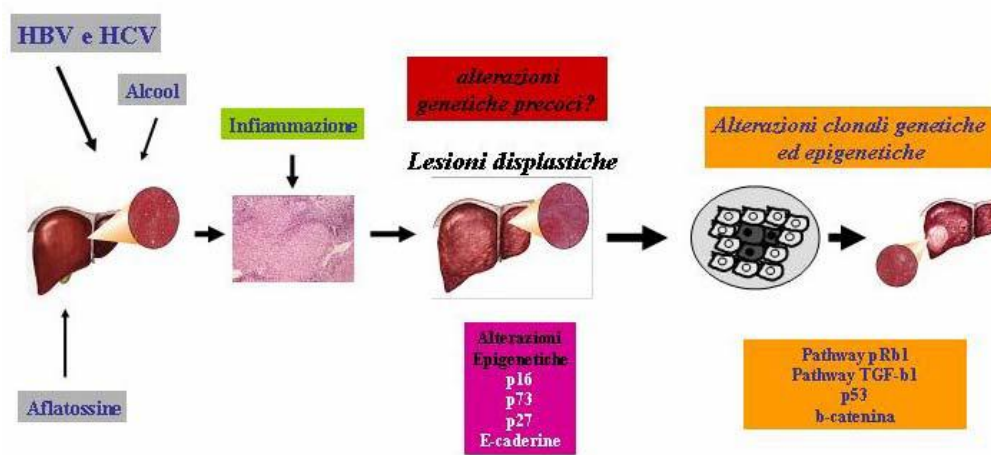 HBV e HCV
Alcool
Infiammazione
alterazioni
genetiche precoci?
Lesioni displastiche
Alterazioni clonali genetiche
ed epigenetiche
Aflatossine
Alterazioni
Epigenetiche
p16
p73
p27
E-caderine
Pathway pRb1
Pathway TGF-b1
p53
b-catenina